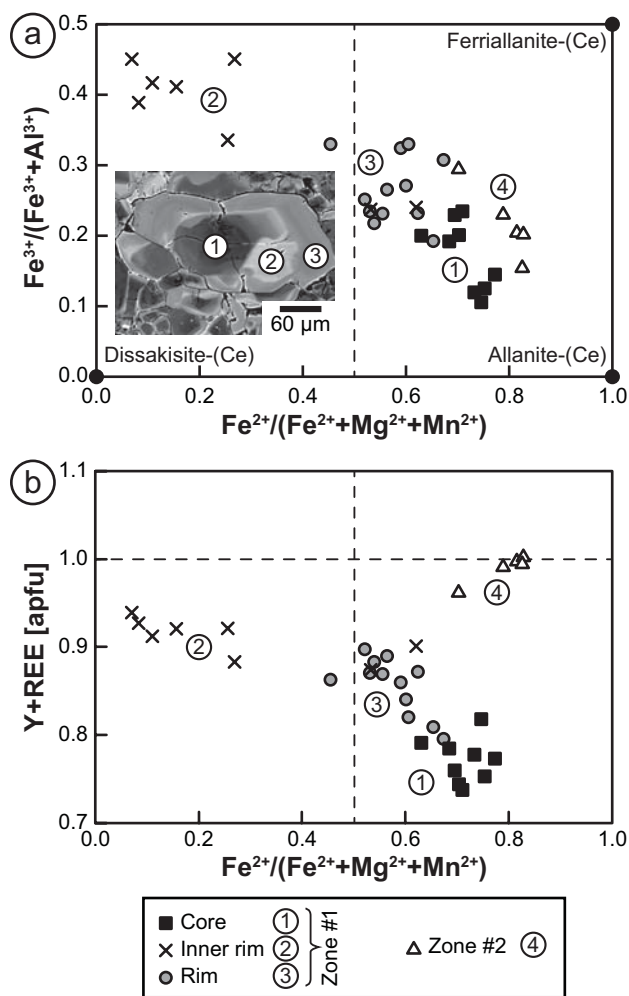 a
0.5
0.4
0.3
0.2
0.1
0.0
Fe³⁺/(Fe³⁺+Al³⁺)
Ferriallanite-(Ce)
2
3
4
1
1
2
3
60 µm
Dissakisite-(Ce)
Allanite-(Ce)
0.0 0.2 0.4 0.6 0.8 1.0
Fe²⁺/(Fe²⁺+Mg²⁺+Mn²⁺)
b
1.1
1.0
0.9
0.8
0.7
Y+REE [apfu]
4
2
3
1
0.0 0.2 0.4 0.6 0.8 1.0
Fe²⁺/(Fe²⁺+Mg²⁺+Mn²⁺)
Core 1
Inner rim 2
Rim 3
Zone #1
Zone #2 4